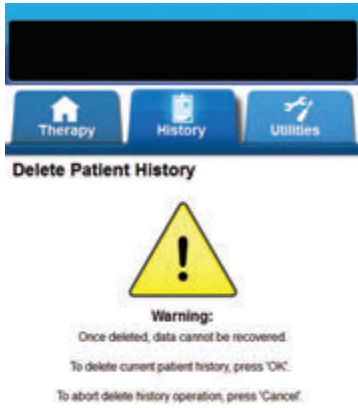 Therapy
History
Utilities
Delete Patient History
Warning:
Once deleted, data cannot be recovered.
To delete current patient history, press 'OK'.
To abort delete history operation, press 'Cancel'.